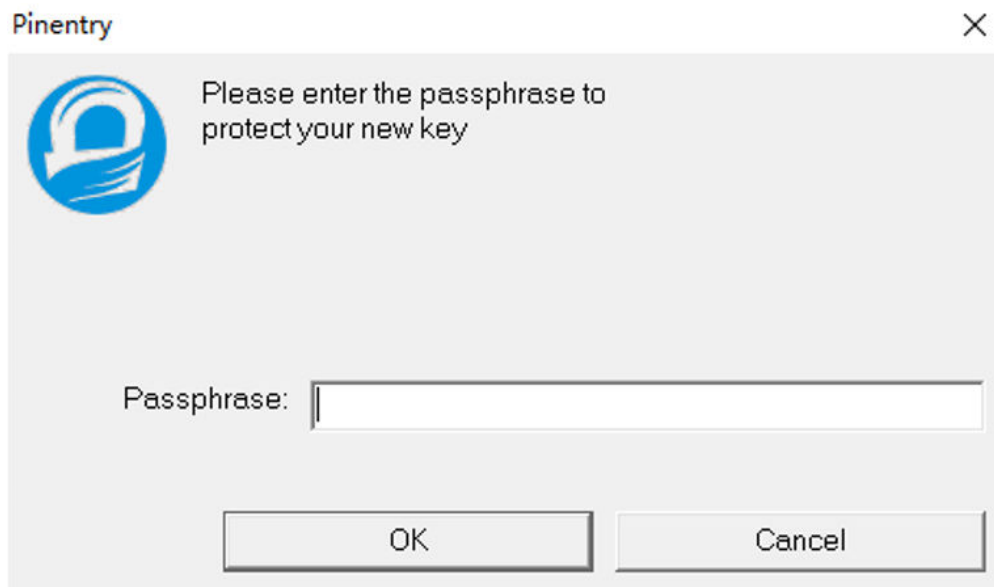 Pinentry
Please enter the passphrase to
protect your new key
Passphrase:
OK
Cancel